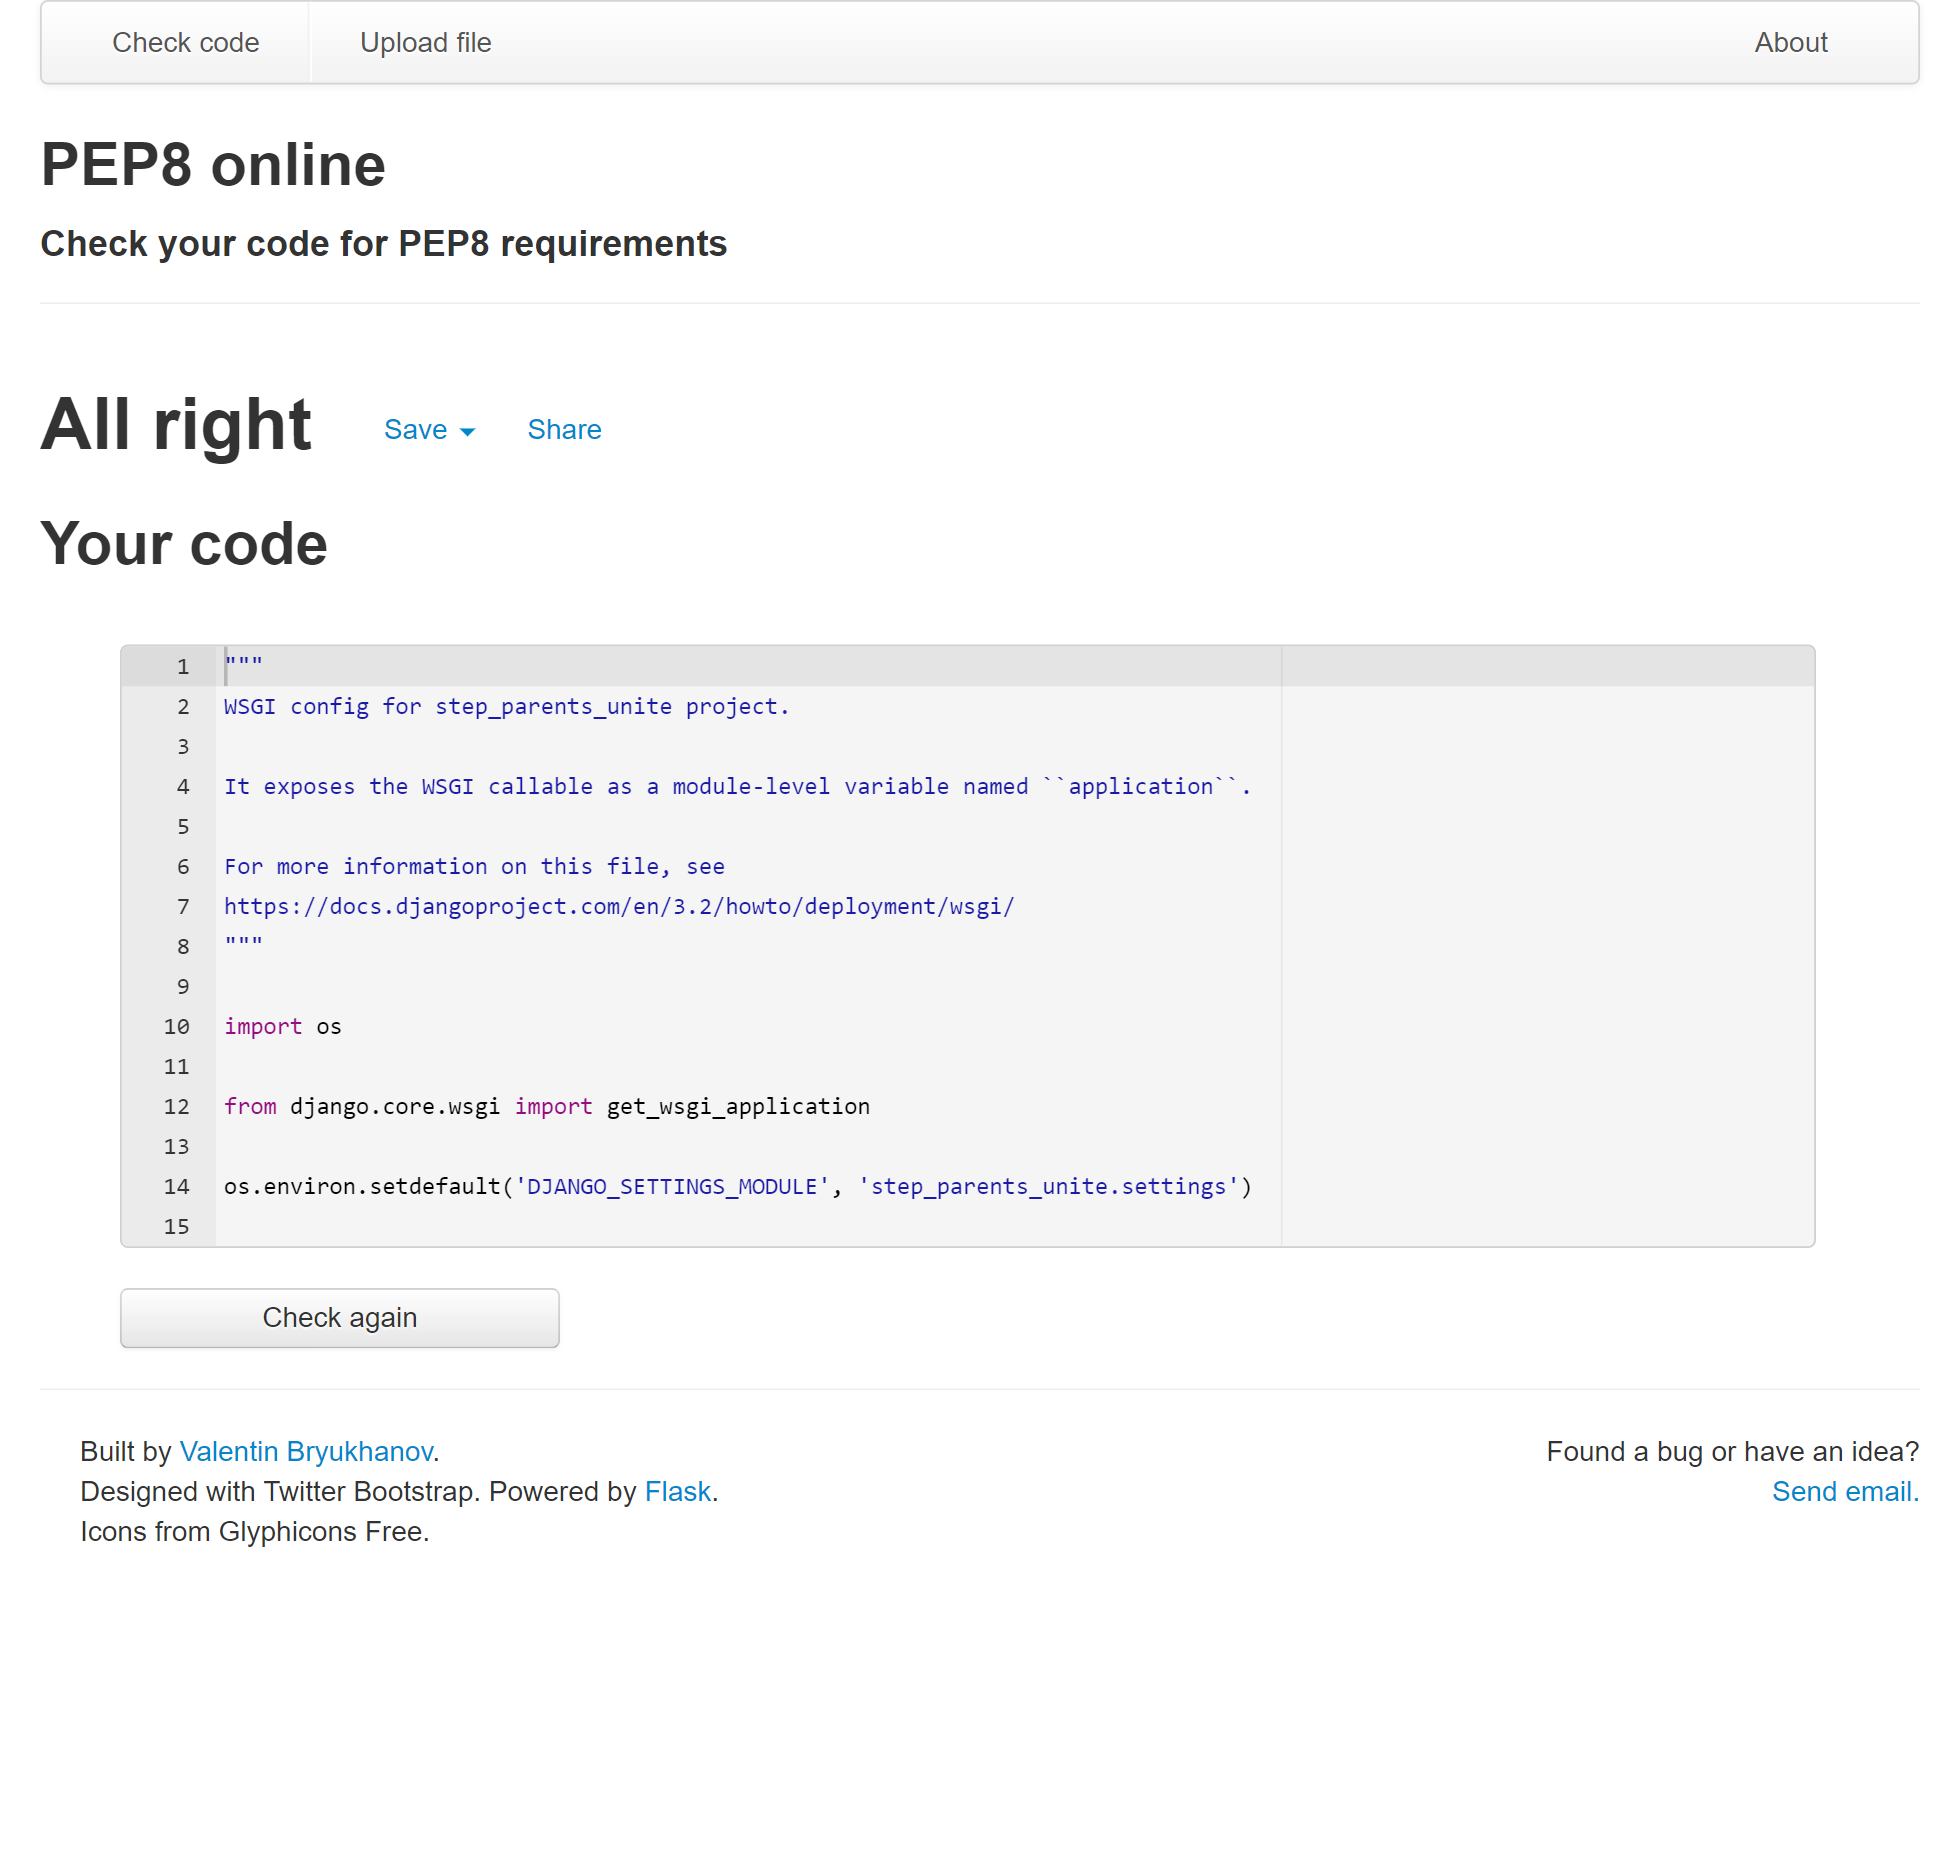 Check code
Upload file
About
PEP8 online
Check your code for PEP8 requirements
All right
Save
Share
Your code
1 """
2 WSGI config for step_parents_unite project.
3
4 It exposes the WSGI callable as a module-level variable named ``application``.
5
6 For more information on this file, see
7 https://docs.djangoproject.com/en/3.2/howto/deployment/wsgi/
8 """
9
10 import os
11
12 from django.core.wsgi import get_wsgi_application
13
14 os.environ.setdefault('DJANGO_SETTINGS_MODULE', 'step_parents_unite.settings')
15
Check again
Built by Valentin Bryukhanov.
Designed with Twitter Bootstrap. Powered by Flask.
Icons from Glyphicons Free.
Found a bug or have an idea?
Send email.